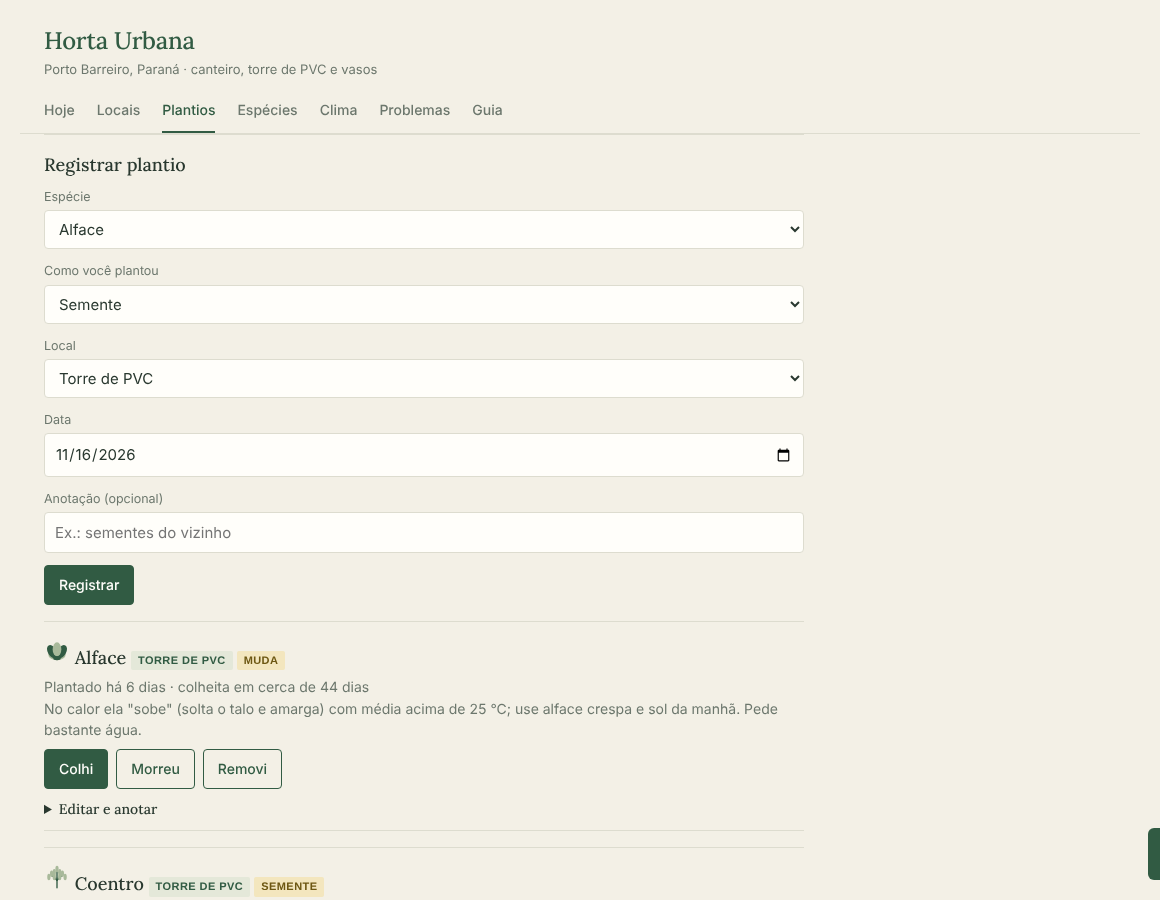 Horta Urbana
Porto Barreiro, Paraná · canteiro, torre de PVC e vasos
Hoje Locais Plantios Espécies Clima Problemas Guia
Registrar plantio
Espécie
Alface
Como você plantou
Semente
Local
Torre de PVC
Data
11/16/2026
Anotação (opcional)
Ex.: sementes do vizinho
Registrar
Alface TORRE DE PVC MUDA
Plantado há 6 dias · colheita em cerca de 44 dias
No calor ela "sobe" (solta o talo e amarga) com média acima de 25 °C; use alface crespa e sol da manhã. Pede
bastante água.
Colhi Morreu Removi
Editar e anotar
Coentro TORRE DE PVC SEMENTE